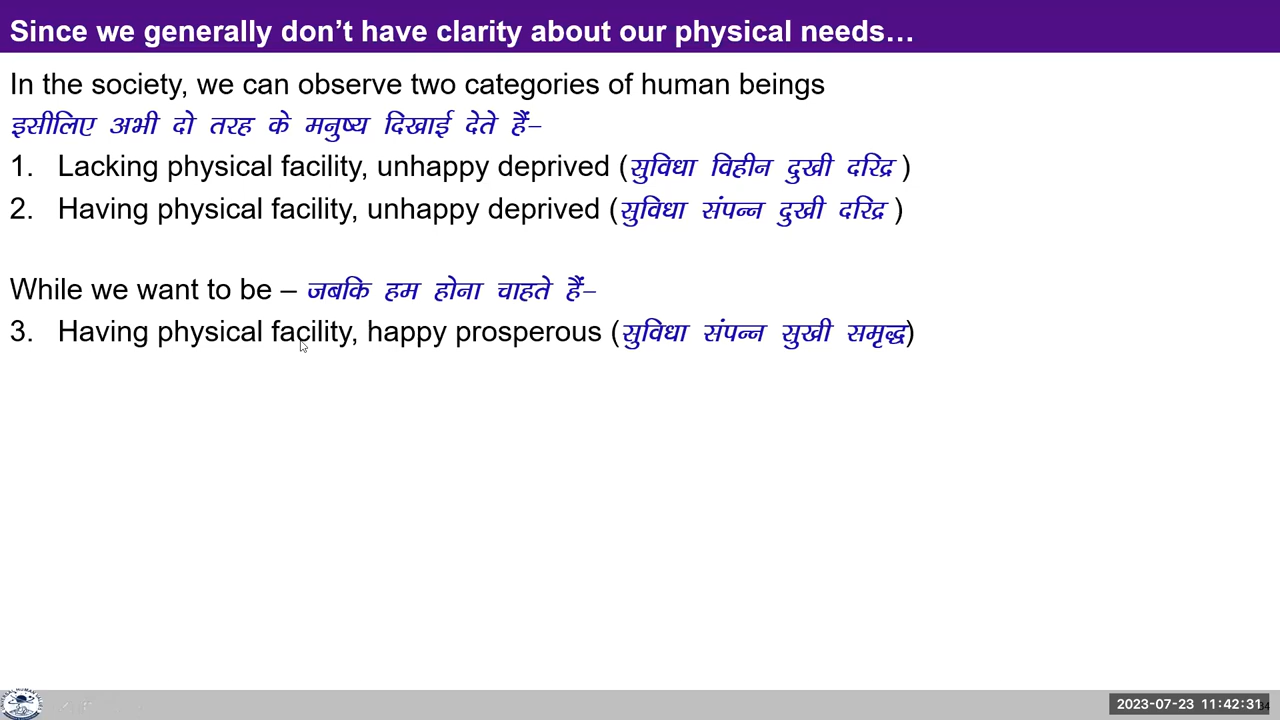 Since we generally don’t have clarity about our physical needs…
In the society, we can observe two categories of human beings
इसीलिए अभी दो तरह के मनुष्य दिखाई देते हैं–
1. Lacking physical facility, unhappy deprived (सुविधा विहीन दुखी दरिद्र )
2. Having physical facility, unhappy deprived (सुविधा संपन्न दुखी दरिद्र )
While we want to be – जबकि हम होना चाहते हैं–
3. Having physical facility, happy prosperous (सुविधा संपन्न सुखी समृद्ध)
2023-07-23 11:42:31